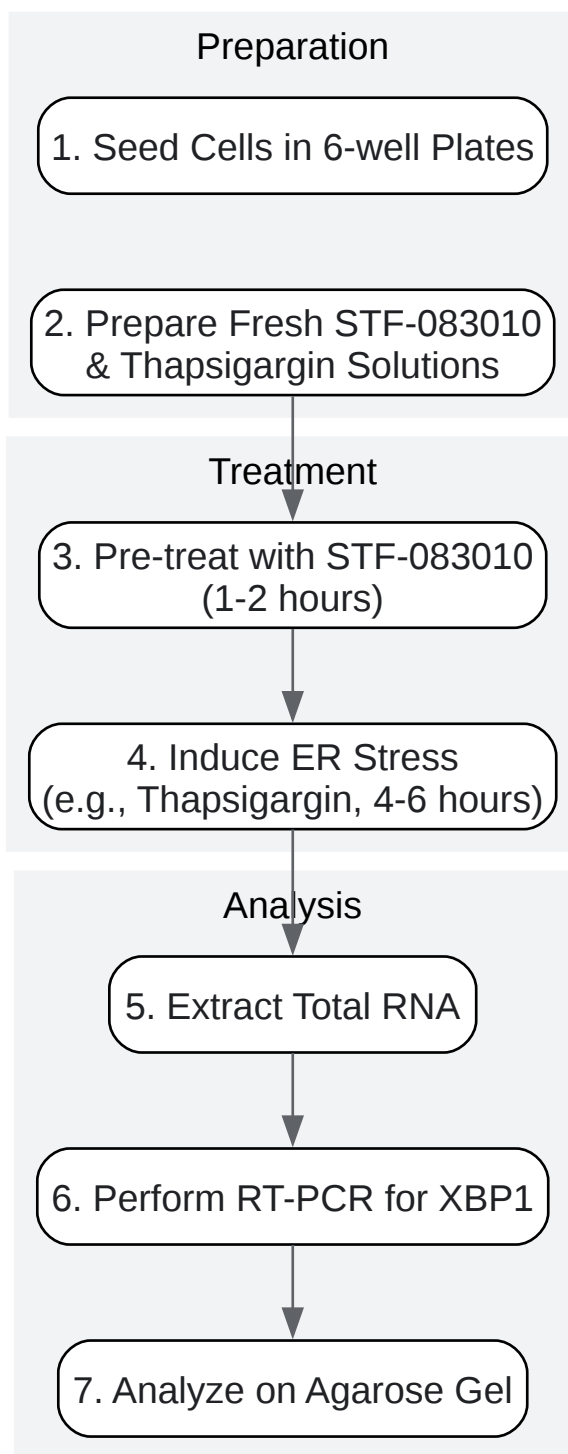 Preparation
1. Seed Cells in 6-well Plates
2. Prepare Fresh STF-083010
& Thapsigargin Solutions
Treatment
3. Pre-treat with STF-083010
(1-2 hours)
4. Induce ER Stress
(e.g., Thapsigargin, 4-6 hours)
Analysis
5. Extract Total RNA
6. Perform RT-PCR for XBP1
7. Analyze on Agarose Gel